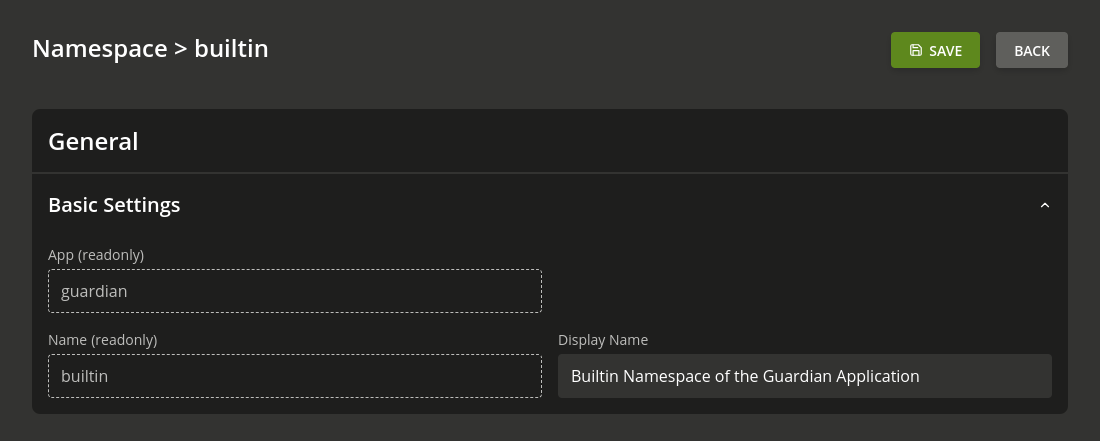 Namespace > builtin
SAVE
BACK
General
Basic Settings
App (readonly)
guardian
Name (readonly)
Display Name
builtin
Builtin Namespace of the Guardian Application